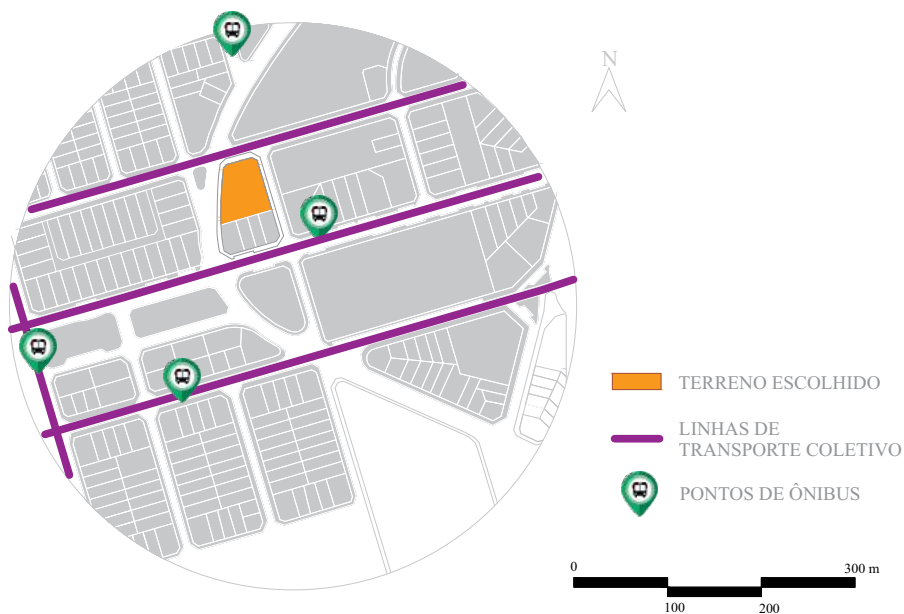 N
TERRENO ESCOLHIDO
LINHAS DE
TRANSPORTE COLETIVO
PONTOS DE ÔNIBUS
0 300 m
100 200